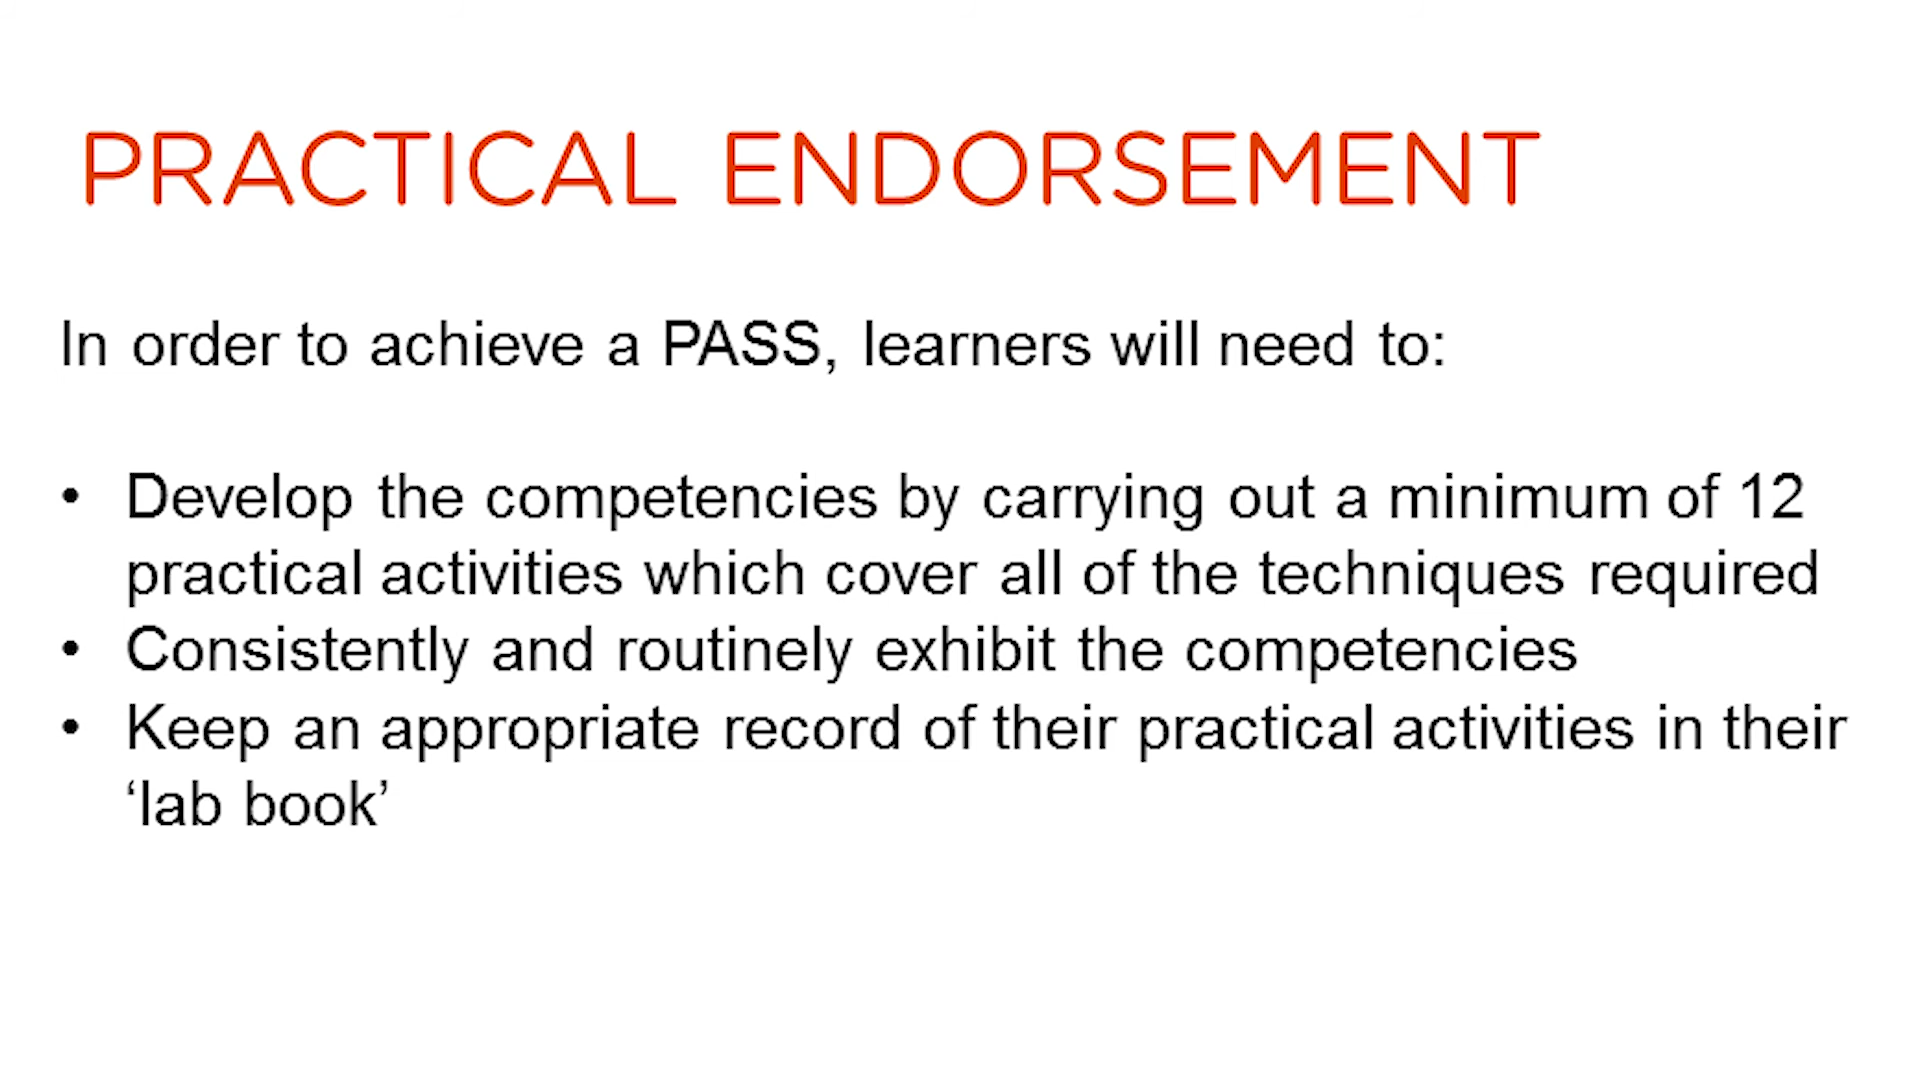 PRACTICAL ENDORSEMENT
In order to achieve a PASS, learners will need to:
• Develop the competencies by carrying out a minimum of 12
practical activities which cover all of the techniques required
• Consistently and routinely exhibit the competencies
• Keep an appropriate record of their practical activities in their
‘lab book’